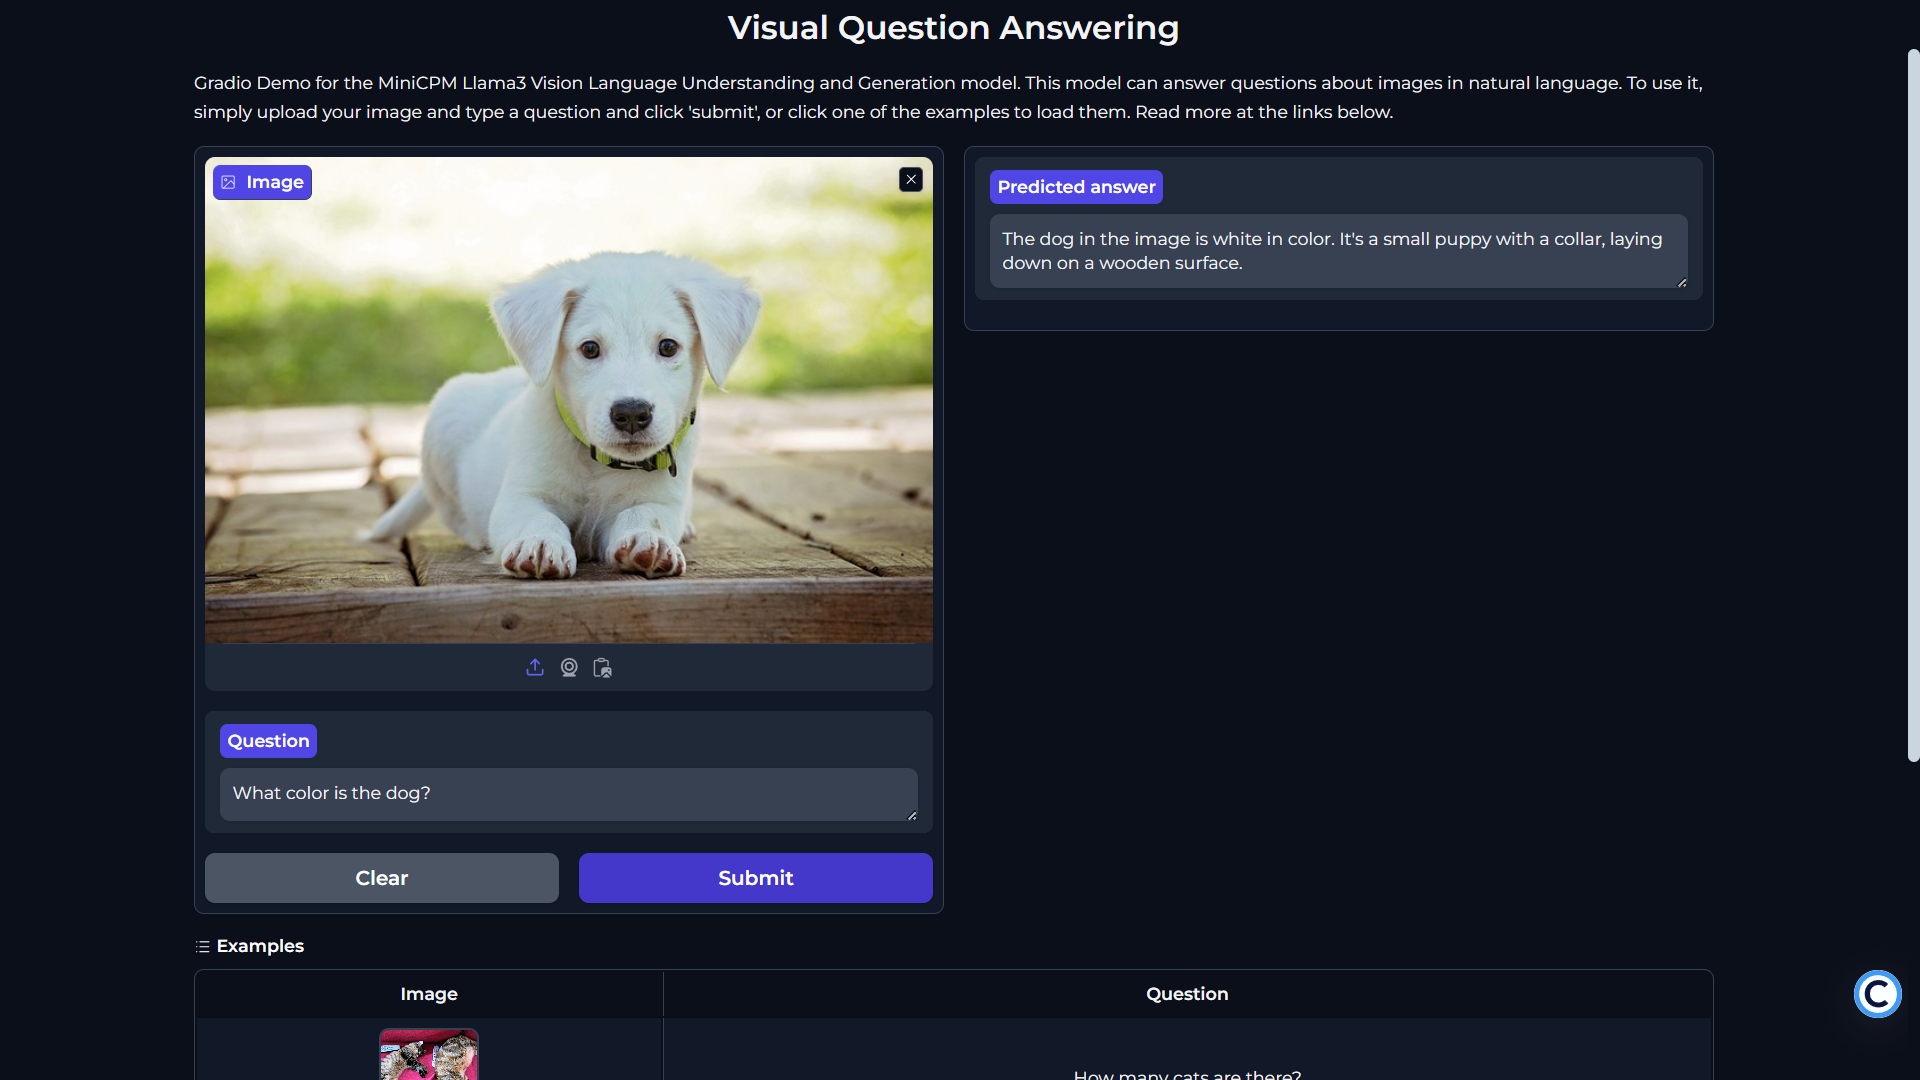 Visual Question Answering
Gradio Demo for the MiniCPM Llama3 Vision Language Understanding and Generation model. This model can answer questions about images in natural language. To use it,
simply upload your image and type a question and click 'submit', or click one of the examples to load them. Read more at the links below.
Image
Predicted answer
The dog in the image is white in color. It's a small puppy with a collar, laying
down on a wooden surface.
Question
What color is the dog?
Clear
Submit
Examples
Image
Question
How many cats are there?
C